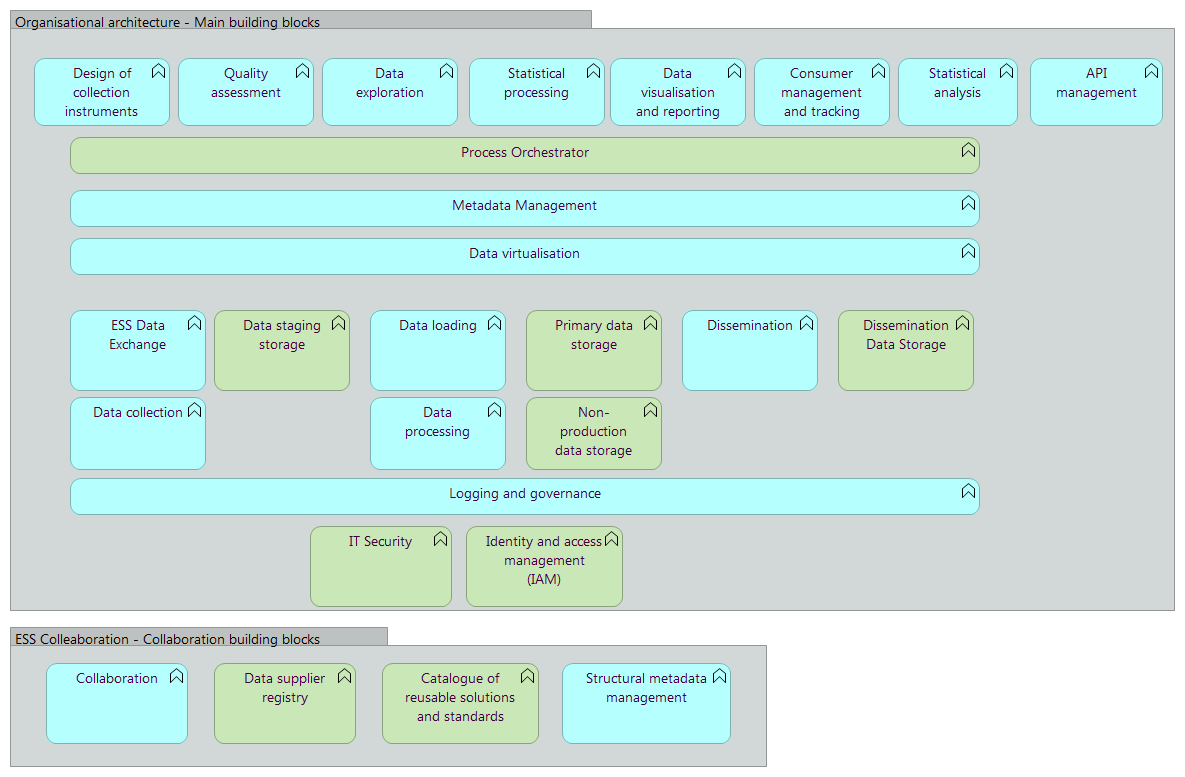 Organisational architecture - Main building blocks
Design of
collection
instruments
Quality
assessment
Data
exploration
Statistical
processing
Data
visualisation
and reporting
Consumer
management
and tracking
Statistical
analysis
API
management
Process Orchestrator
Metadata Management
Data virtualisation
ESS Data
Exchange
Data staging
storage
Data loading
Primary data
storage
Dissemination
Dissemination
Data Storage
Data collection
Data
processing
Non-
production
data storage
Logging and governance
IT Security
Identity and access
management
(IAM)
ESS Colleaboration - Collaboration building blocks
Collaboration
Data supplier
registry
Catalogue of
reusable solutions
and standards
Structural metadata
management